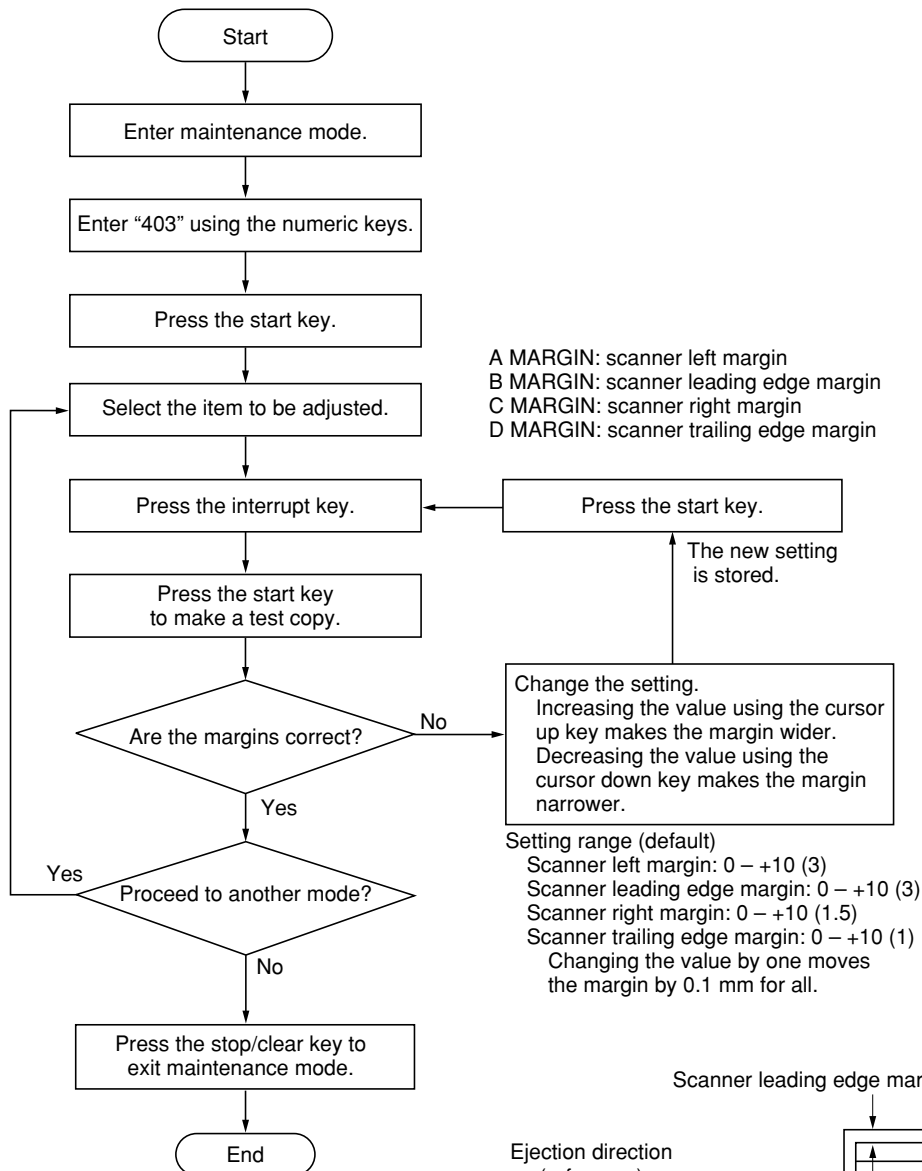 Start
Enter maintenance mode.
Enter “403” using the numeric keys.
Press the start key.
A MARGIN: scanner left margin
B MARGIN: scanner leading edge margin
C MARGIN: scanner right margin
D MARGIN: scanner trailing edge margin
Select the item to be adjusted.
Press the interrupt key.
Press the start key.
The new setting
is stored.
Press the start key
to make a test copy.
Are the margins correct?
No
Change the setting.
Increasing the value using the cursor
up key makes the margin wider.
Decreasing the value using the
cursor down key makes the margin
narrower.
Yes
Setting range (default)
Scanner left margin: 0 – +10 (3)
Scanner leading edge margin: 0 – +10 (3)
Scanner right margin: 0 – +10 (1.5)
Scanner trailing edge margin: 0 – +10 (1)
Changing the value by one moves
the margin by 0.1 mm for all.
Yes
Proceed to another mode?
No
Press the stop/clear key to
exit maintenance mode.
End
Scanner leading edge mar
Ejection direction